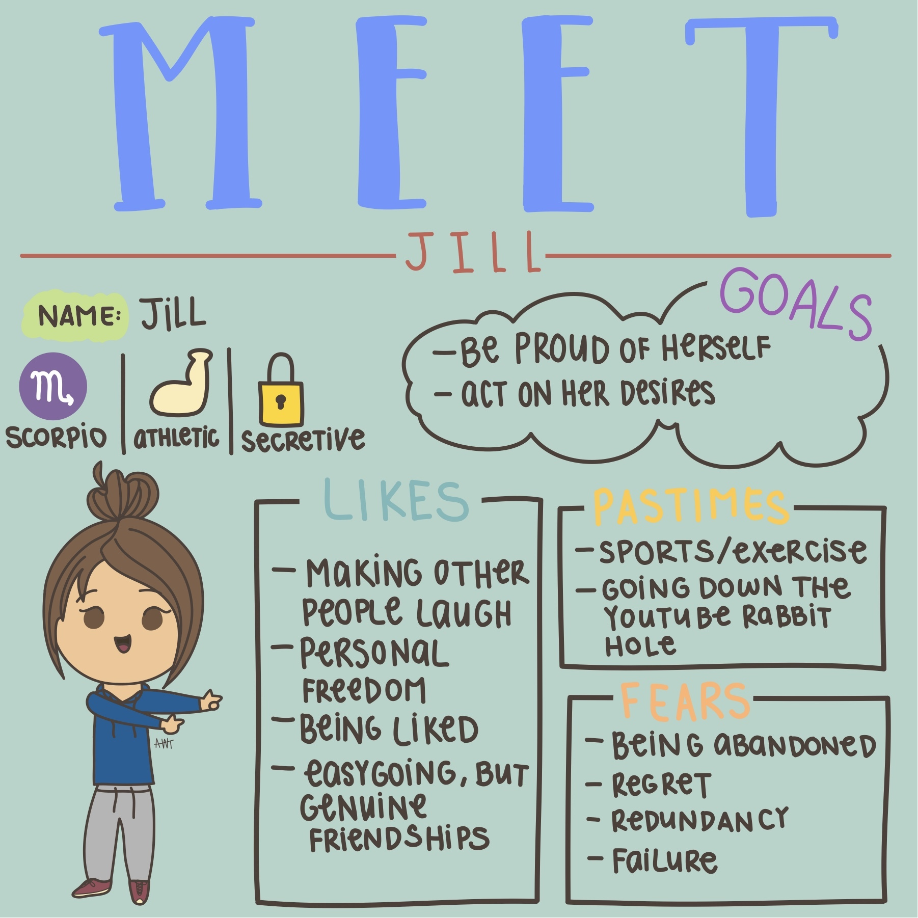 MEET
JILL
NAME: JiLL
SCORPiO
aTHLeTiC
SeCReTiVe
GOALS
- Be PROUD OF HeRSeLF
- aCT ON HeR DesiRes
LIKES
- MaKiNG OTHeR
PeOPLe LaUGH
- PeRSONaL
FReeDOM
- BeiNG LiKeD
- easyGOiNG, BUT
GeNUiNe
FRieNDSHiPS
PASTIMES
- SPORTS/exeRCiSe
- GOiNG DOWN THe
YOUTUBe RaBBiT
HOLe
FEARS
- BeiNG aBaNDONeD
- ReGReT
- ReDUNDaNCY
- FaiLURe
AWT